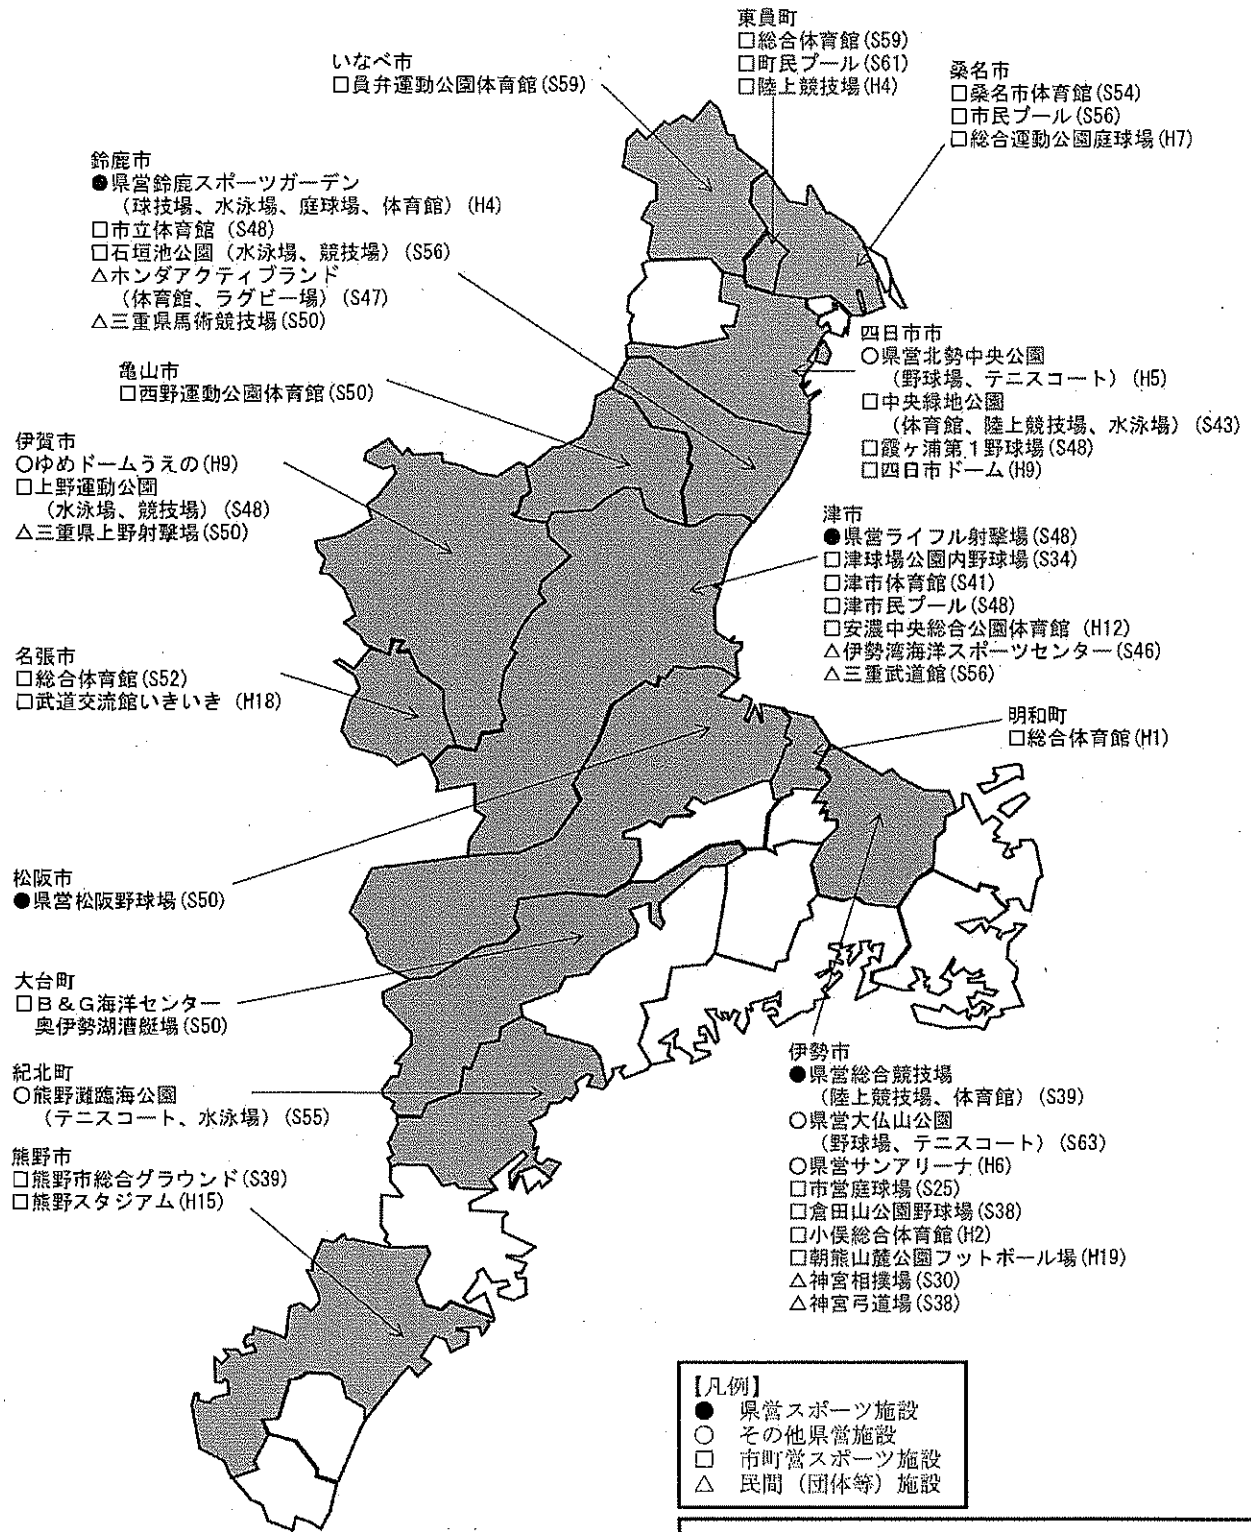 東員町
□総合体育館(S59)
□町民プール(S61)
□陸上競技場(H4)
いなべ市
□員弁運動公園体育館(S59)
桑名市
□桑名市体育館(S54)
□市民プール(S56)
□総合運動公園庭球場(H7)
鈴鹿市
●県営鈴鹿スポーツガーデン
（球技場、水泳場、庭球場、体育館）(H4)
□市立体育館(S48)
□石垣池公園（水泳場、競技場）(S56)
△ホンダアクティブランド
（体育館、ラグビー場）(S47)
△三重県馬術競技場(S50)
四日市市
○県営北勢中央公園
（野球場、テニスコート）(H5)
□中央緑地公園
（体育館、陸上競技場、水泳場）(S43)
□霞ヶ浦第１野球場(S48)
□四日市ドーム(H9)
亀山市
□西野運動公園体育館(S50)
伊賀市
○ゆめドームうえの(H9)
□上野運動公園
（水泳場、競技場）(S48)
△三重県上野射撃場(S50)
津市
●県営ライフル射撃場(S48)
□津球場公園内野球場(S34)
□津市体育館(S41)
□津市民プール(S48)
□安濃中央総合公園体育館(H12)
△伊勢湾海洋スポーツセンター(S46)
△三重武道館(S56)
名張市
□総合体育館(S52)
□武道交流館いきいき(H18)
明和町
□総合体育館(H1)
松阪市
●県営松阪野球場(S50)
大台町
□Ｂ＆Ｇ海洋センター
奥伊勢湖漕艇場(S50)
紀北町
○熊野灘臨海公園
（テニスコート、水泳場）(S55)
熊野市
□熊野市総合グラウンド(S39)
□熊野スタジアム(H15)
伊勢市
●県営総合競技場
（陸上競技場、体育館）(S39)
○県営大仏山公園
（野球場、テニスコート）(S63)
○県営サンアリーナ(H6)
□市営庭球場(S25)
□倉田山公園野球場(S38)
□小俣総合体育館(H2)
□朝熊山麓公園フットボール場(H19)
△神宮相撲場(S30)
△神宮弓道場(S38)
【凡例】
● 県営スポーツ施設
○ その他県営施設
□ 市町営スポーツ施設
△ 民間（団体等）施設